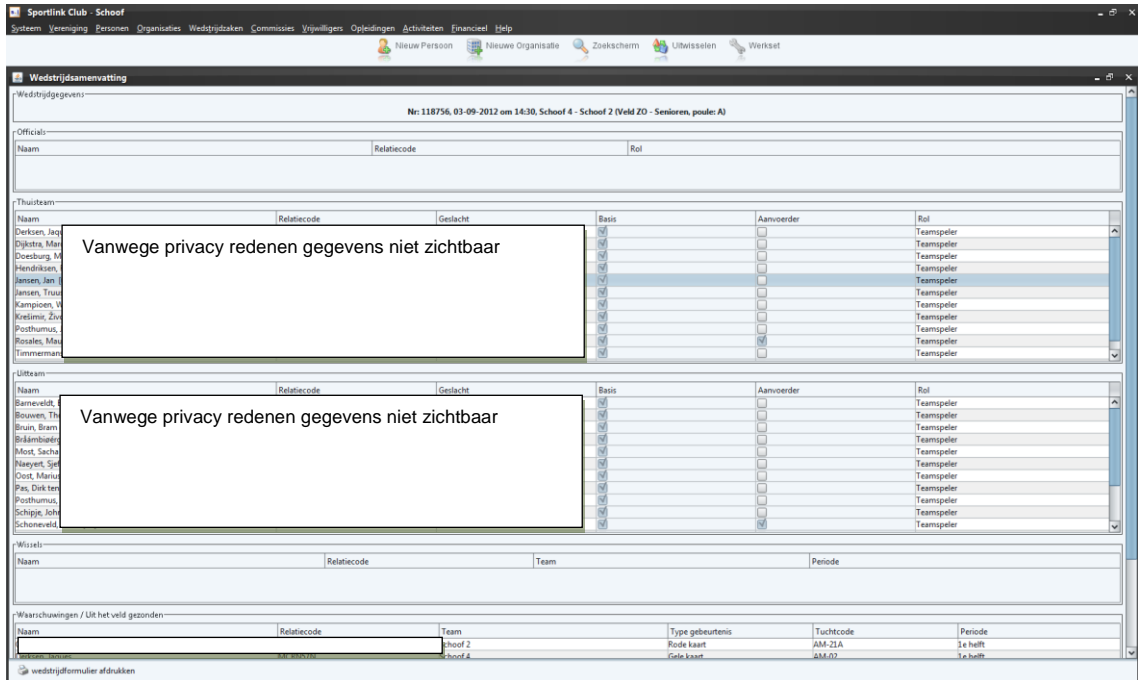 Sportlink Club - Schoof
Systeem Vereniging Personen Organisaties Wedstrijdzaken Commissies Vrijwilligers Opleidingen Activiteiten Financieel Help
Nieuw Persoon Nieuwe Organisatie Zoekscherm Uitwisselen Werkset
Wedstrijdsamenvatting
Wedstrijdgegevens
Nr: 118756, 03-09-2012 om 14:30, Schoof 4 - Schoof 2 (Veld ZO - Senioren, poule: A)
Officials
Naam Relatiecode Rol
Thuisteam
Naam Relatiecode Geslacht Basis Aanvoerder Rol
Vanwege privacy redenen gegevens niet zichtbaar
Derksen, Jaq Teamspeler
Dijkstra, Mar Teamspeler
Doesburg, M Teamspeler
Hendriksen, Teamspeler
Jansen, Jan Teamspeler
Jansen, Truu Teamspeler
Kampioen, W Teamspeler
Krešimir, Živ Teamspeler
Posthumus, Teamspeler
Rosales, Mau Teamspeler
Timmerman Teamspeler
Uitteam
Naam Relatiecode Geslacht Basis Aanvoerder Rol
Vanwege privacy redenen gegevens niet zichtbaar
Barneveldt, Teamspeler
Bouwen, Th Teamspeler
Bruin, Bram Teamspeler
Teamspeler
Most, Sacha Teamspeler
Naeyert, Sjef Teamspeler
Oost, Marius Teamspeler
Pas, Dirk ten Teamspeler
Posthumus, Teamspeler
Schipje, John Teamspeler
Schoneveld, Teamspeler
Wissels
Naam Relatiecode Team Periode
Waarschuwingen / Uit het veld gezonden
Naam Relatiecode Team Type gebeurtenis Tuchtcode Periode
choof 2 Rode kaart AM-21A 1e helft
Derksen, Jaques Schoof 4 Gele kaart AM-02 1e helft
wedstrijdformulier afdrukken